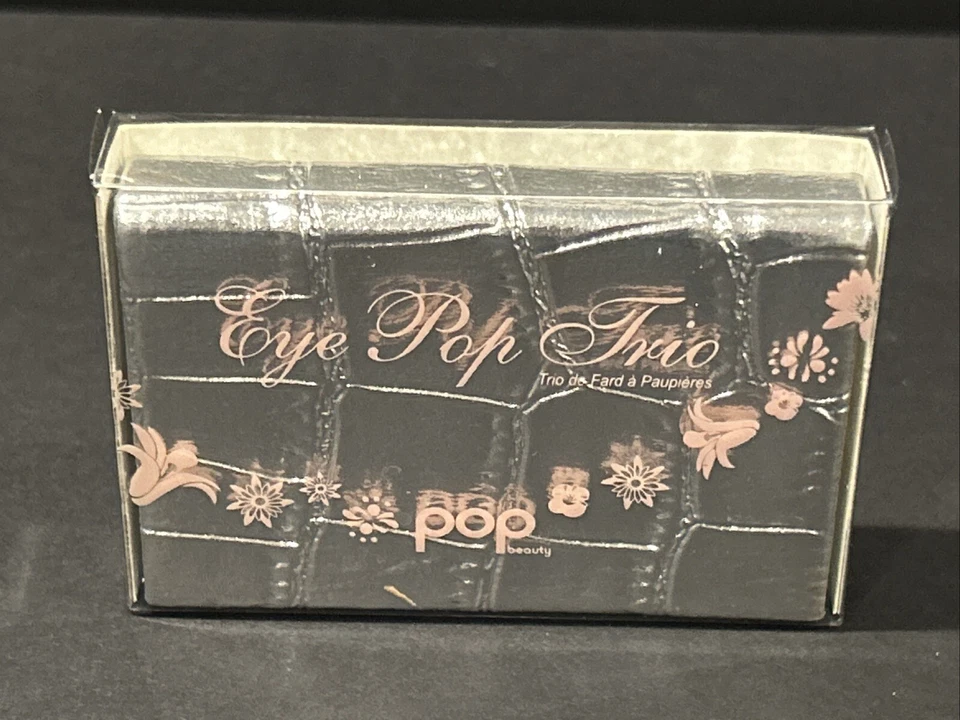 Eye Pop Trio
Trio de Fard à Paupières
pop
beauty